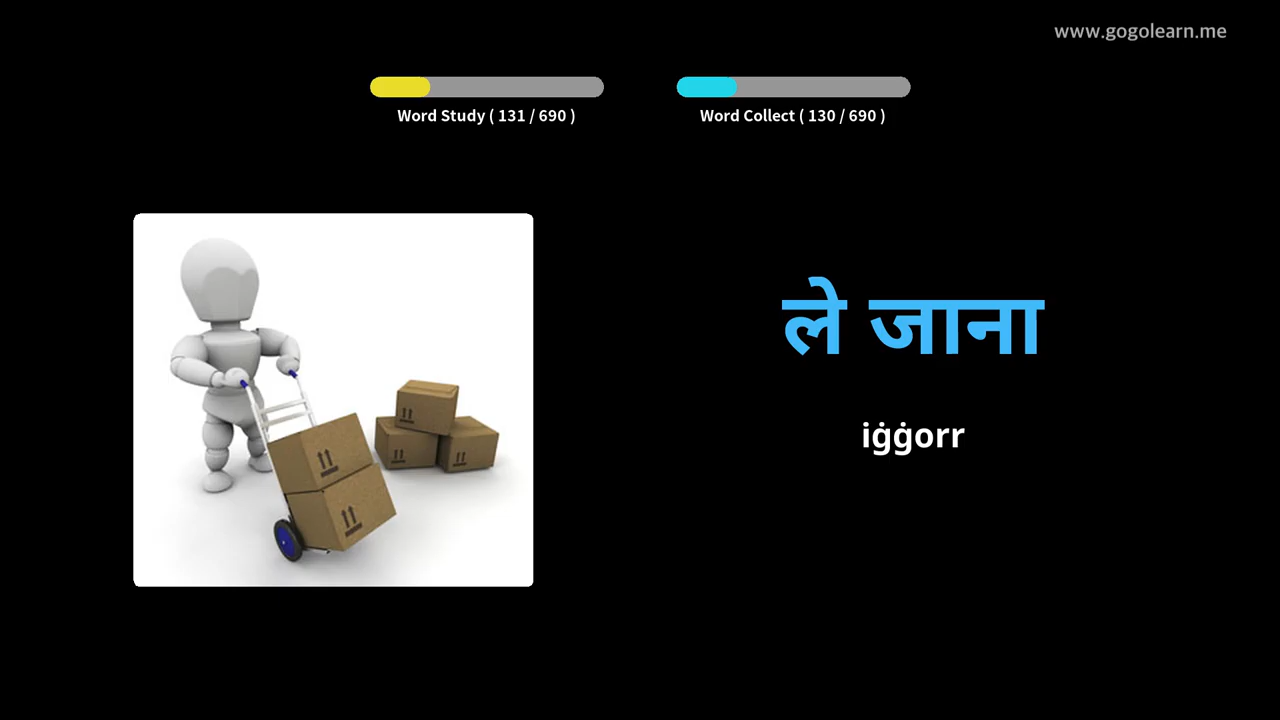 www.gogolearn.me
Word Study ( 131 / 690 )
Word Collect ( 130 / 690 )
ले जाना
iġġorr